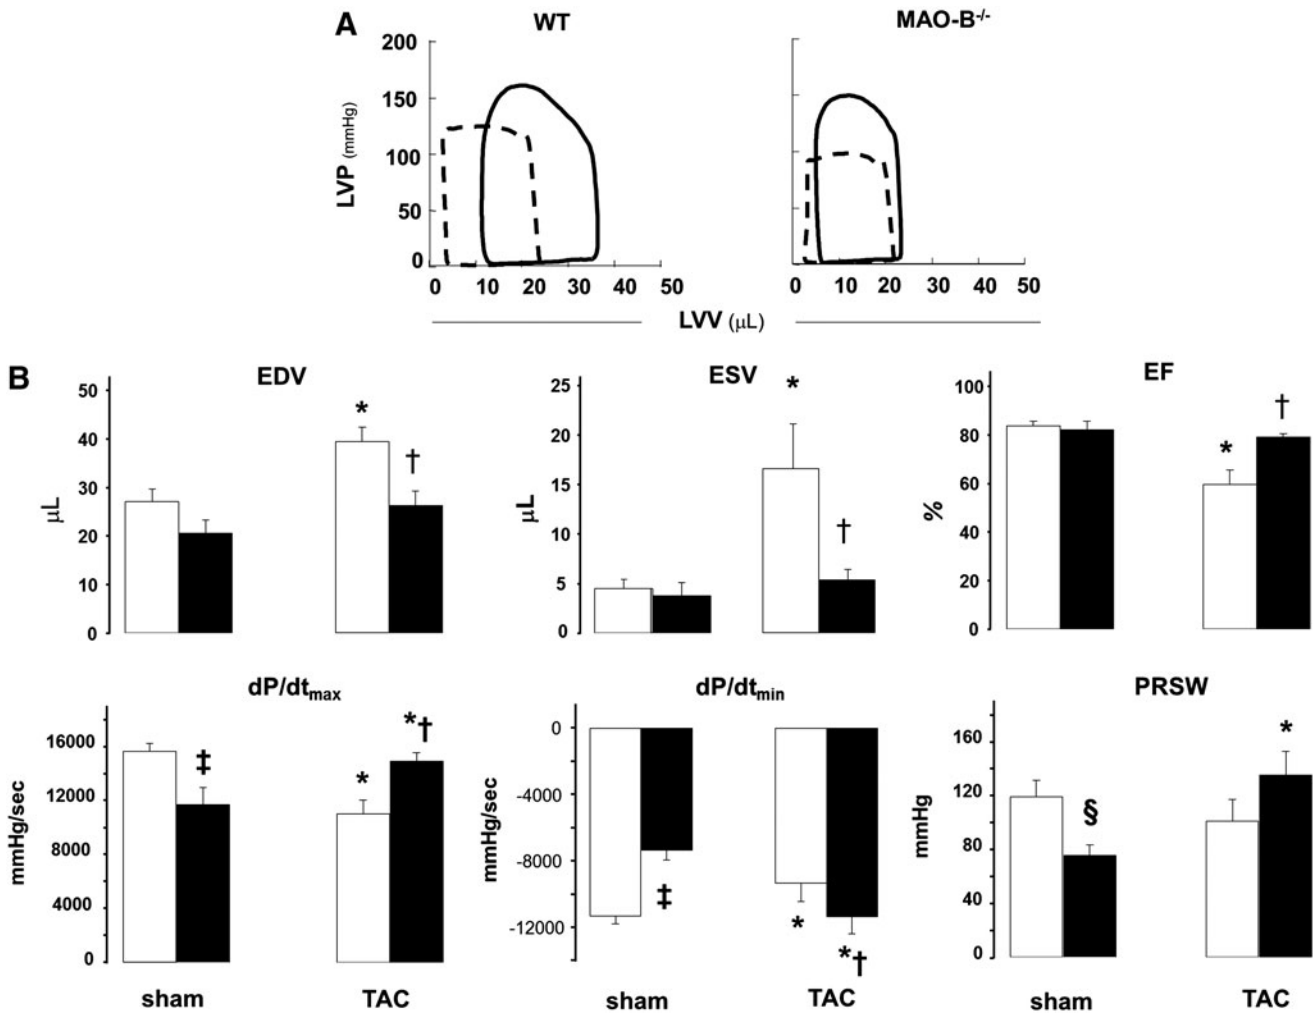 A
WT
MAO-B-/-
LVP (mmHg)
200
150
100
50
0
0 10 20 30 40 50
0 10 20 30 40 50
LVV (μL)
B
EDV
μL
50
40
30
20
10
0
*
†
ESV
μL
25
20
15
10
5
0
*
†
EF
%
100
80
60
40
20
0
*
†
dP/dtmax
mmHg/sec
16000
12000
8000
4000
0
‡
*
*†
sham TAC
dP/dtmin
mmHg/sec
0
-4000
-8000
-12000
‡
*
*†
sham TAC
PRSW
mmHg
160
120
80
40
0
§
*
sham TAC